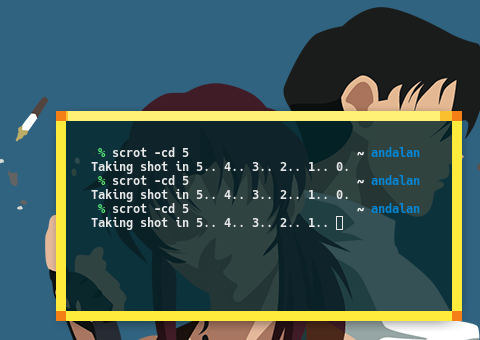 % scrot -cd 5 ~ andalan
Taking shot in 5.. 4.. 3.. 2.. 1.. 0.
% scrot -cd 5 ~ andalan
Taking shot in 5.. 4.. 3.. 2.. 1.. 0.
% scrot -cd 5 ~ andalan
Taking shot in 5.. 4.. 3.. 2.. 1..